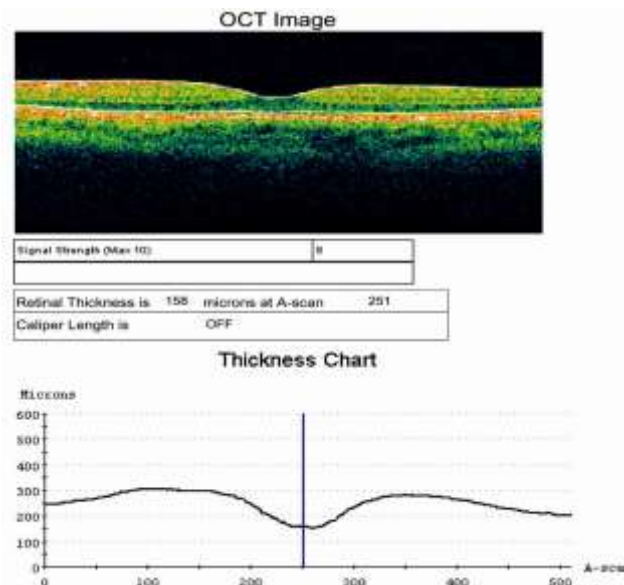 OCT Image
Signal Strength (Max 10)
Retinal Thickness is 158 microns at A-scan 251
Caliper Length is OFF
Thickness Chart
Microns
600
500
400
300
200
100
0
0 100 200 300 400 500 A-scan